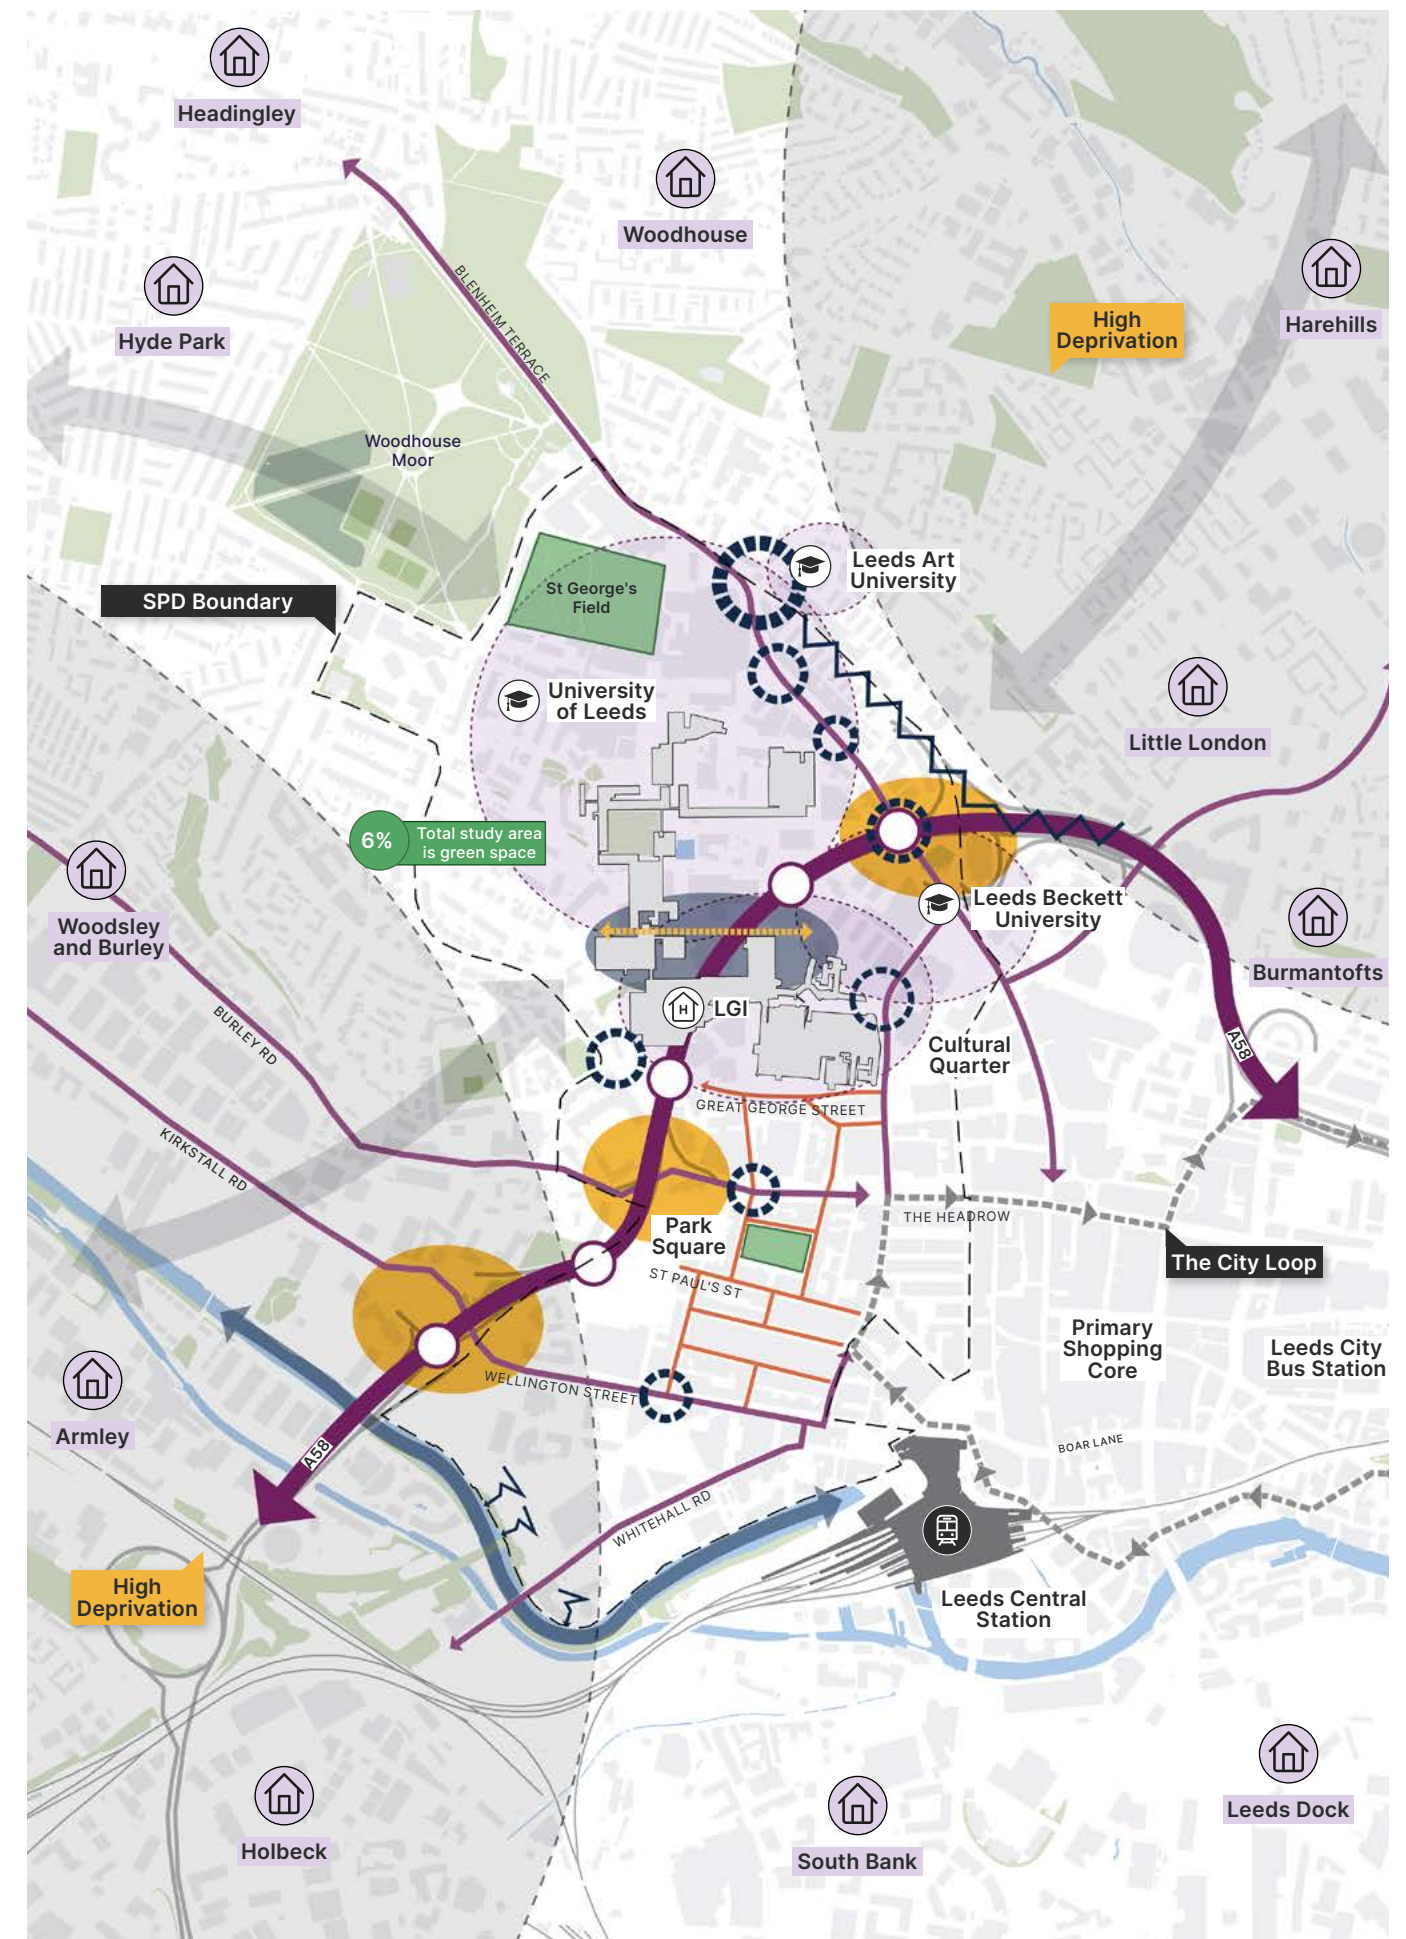 Headingley
Woodhouse
Hyde Park
BLENHEIM TERRACE
High
Deprivation
Harehills
Woodhouse
Moor
Leeds Art
University
St George's
Field
SPD Boundary
University
of Leeds
Little London
6%
Total study area
is green space
Leeds Beckett
University
Woodsley
and Burley
Burmantofts
H
LGI
BURLEY RD
Cultural
Quarter
A58
GREAT GEORGE STREET
KIRKSTALL RD
THE HEADROW
Park
Square
The City Loop
ST PAUL'S ST
Primary
Shopping
Core
Leeds City
Bus Station
WELLINGTON STREET
Armley
A58
BOAR LANE
WHITEHALL RD
High
Deprivation
Leeds Central
Station
Holbeck
South Bank
Leeds Dock